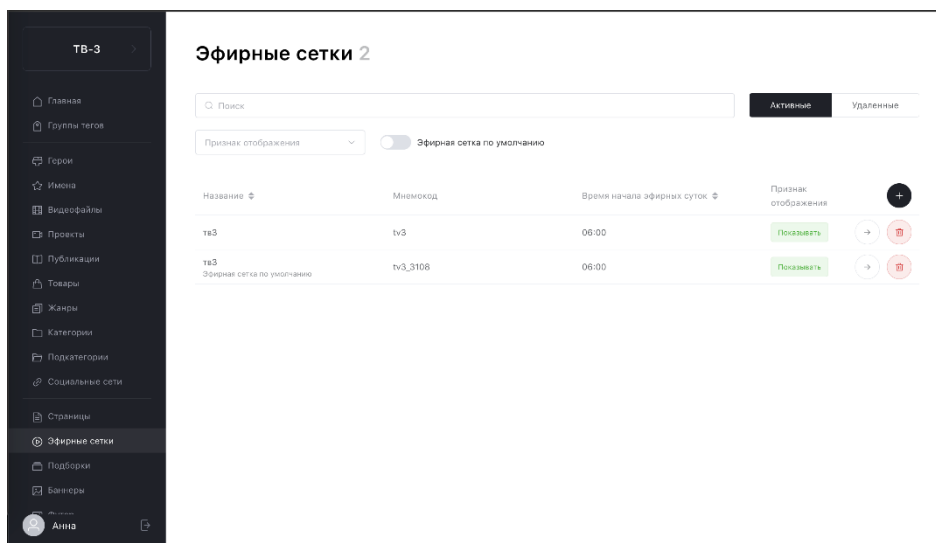 ТВ-3
Главная
Группы тегов
Герои
Имена
Видеофайлы
Проекты
Публикации
Товары
Жанры
Категории
Подкатегории
Социальные сети
Страницы
Эфирные сетки
Подборки
Баннеры
Анна
Эфирные сетки 2
Поиск
Активные Удаленные
Признак отображения Эфирная сетка по умолчанию
Название Мнемокод Время начала эфирных суток Признак отображения
тв3 tv3 06:00 Показывать
тв3 tv3_3108 06:00 Показывать
Эфирная сетка по умолчанию